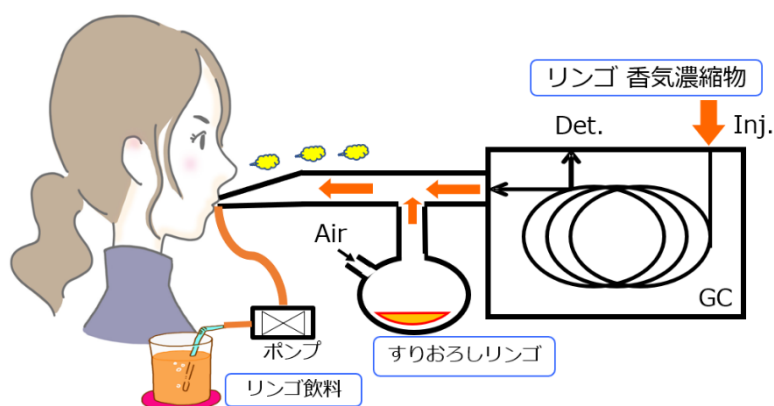 リンゴ 香気濃縮物
Det.
Inj.
Air
GC
ポンプ
すりおろしリンゴ
リンゴ飲料